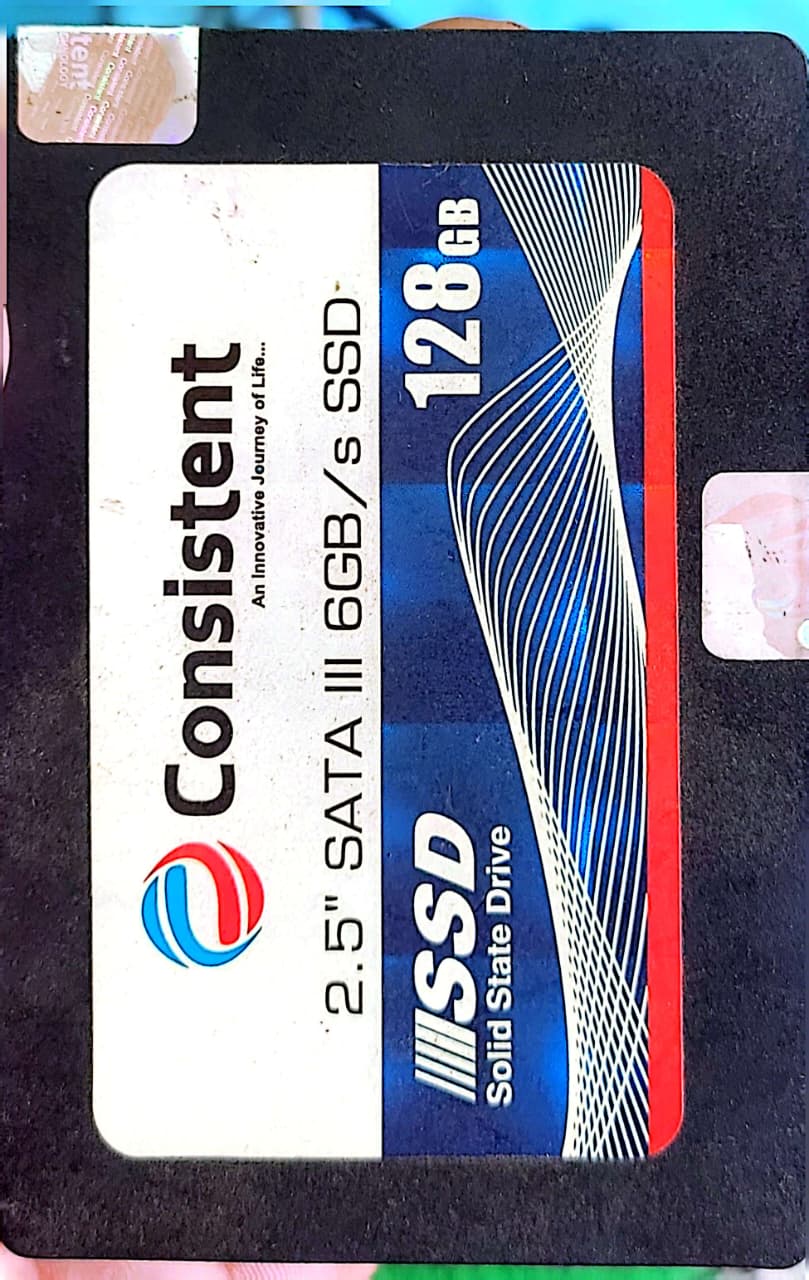 Consistent
An Innovative Journey of Life...
2.5" SATA III 6GB/s SSD
SSD
Solid State Drive
128GB